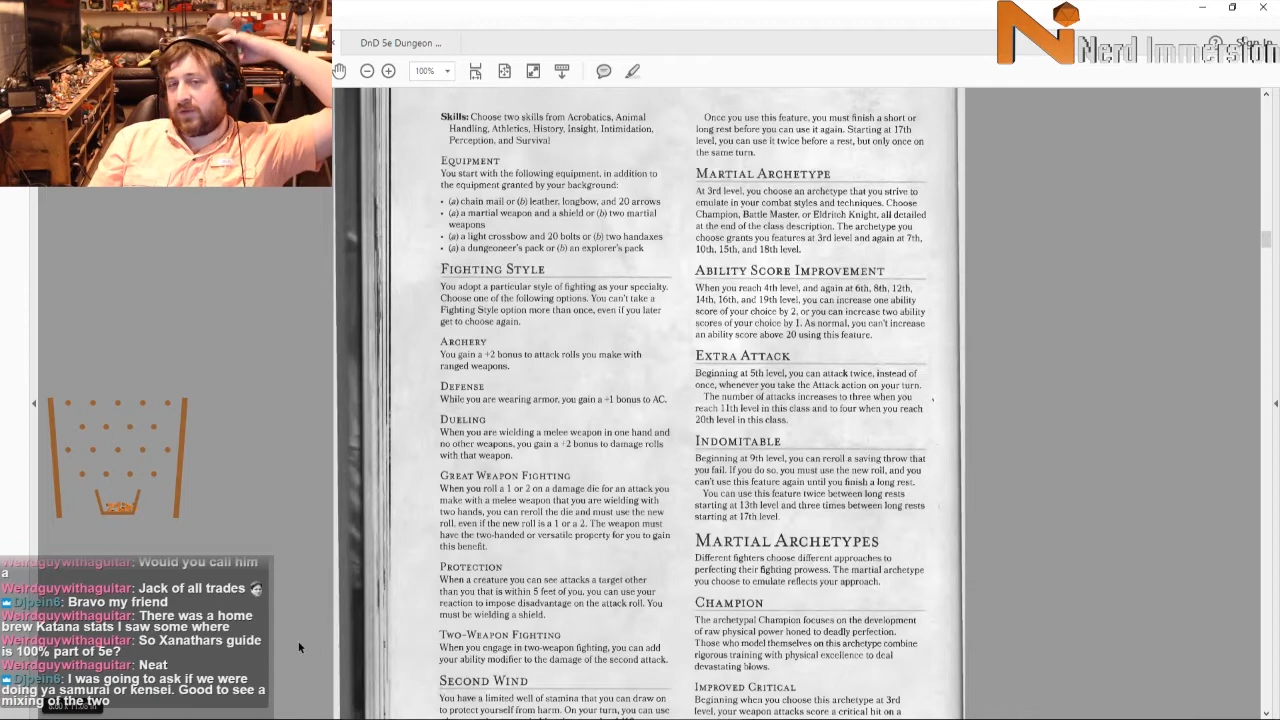 DnD 5e Dungeon ...
100%
Nerd Immersion
Skills: Choose two skills from Acrobatics, Animal
Handling, Athletics, History, Insight, Intimidation,
Perception, and Survival
EQUIPMENT
You start with the following equipment, in addition to
the equipment granted by your background:
• (a) chain mail or (b) leather, longbow, and 20 arrows
• (a) a martial weapon and a shield or (b) two martial
weapons
• (a) a light crossbow and 20 bolts or (b) two handaxes
• (a) a dungeoneer's pack or (b) an explorer's pack
FIGHTING STYLE
You adopt a particular style of fighting as your specialty.
Choose one of the following options. You can't take a
Fighting Style option more than once, even if you later
get to choose again.
ARCHERY
You gain a +2 bonus to attack rolls you make with
ranged weapons.
DEFENSE
While you are wearing armor, you gain a +1 bonus to AC.
DUELING
When you are wielding a melee weapon in one hand and
no other weapons, you gain a +2 bonus to damage rolls
with that weapon.
GREAT WEAPON FIGHTING
When you roll a 1 or 2 on a damage die for an attack you
make with a melee weapon that you are wielding with
two hands, you can reroll the die and must use the new
roll, even if the new roll is a 1 or a 2. The weapon must
have the two-handed or versatile property for you to gain
this benefit.
PROTECTION
When a creature you can see attacks a target other
than you that is within 5 feet of you, you can use your
reaction to impose disadvantage on the attack roll. You
must be wielding a shield.
TWO-WEAPON FIGHTING
When you engage in two-weapon fighting, you can add
your ability modifier to the damage of the second attack.
SECOND WIND
You have a limited well of stamina that you can draw on
to protect yourself from harm. On your turn, you can use
Once you use this feature, you must finish a short or
long rest before you can use it again. Starting at 17th
level, you can use it twice before a rest, but only once on
the same turn.
MARTIAL ARCHETYPE
At 3rd level, you choose an archetype that you strive to
emulate in your combat styles and techniques. Choose
Champion, Battle Master, or Eldritch Knight, all detailed
at the end of the class description. The archetype you
choose grants you features at 3rd level and again at 7th,
10th, 15th, and 18th level.
ABILITY SCORE IMPROVEMENT
When you reach 4th level, and again at 6th, 8th, 12th,
14th, 16th, and 19th level, you can increase one ability
score of your choice by 2, or you can increase two ability
scores of your choice by 1. As normal, you can't increase
an ability score above 20 using this feature.
EXTRA ATTACK
Beginning at 5th level, you can attack twice, instead of
once, whenever you take the Attack action on your turn.
The number of attacks increases to three when you
reach 11th level in this class and to four when you reach
20th level in this class.
INDOMITABLE
Beginning at 9th level, you can reroll a saving throw that
you fail. If you do so, you must use the new roll, and you
can't use this feature again until you finish a long rest.
You can use this feature twice between long rests
starting at 13th level and three times between long rests
starting at 17th level.
MARTIAL ARCHETYPES
Different fighters choose different approaches to
perfecting their fighting prowess. The martial archetype
you choose to emulate reflects your approach.
CHAMPION
The archetypal Champion focuses on the development
of raw physical power honed to deadly perfection.
Those who model themselves on this archetype combine
rigorous training with physical excellence to deal
devastating blows.
IMPROVED CRITICAL
Beginning when you choose this archetype at 3rd
level, your weapon attacks score a critical hit on a
Weirdguywithaguitar: Would you call him
a
Weirdguywithaguitar: Jack of all trades
Djpein6: Bravo my friend
Weirdguywithaguitar: There was a home
brew Katana stats I saw some where
Weirdguywithaguitar: So Xanathars guide
is 100% part of 5e?
Weirdguywithaguitar: Neat
Djpein6: I was going to ask if we were
doing ya samurai or kensei. Good to see a
mixing of the two